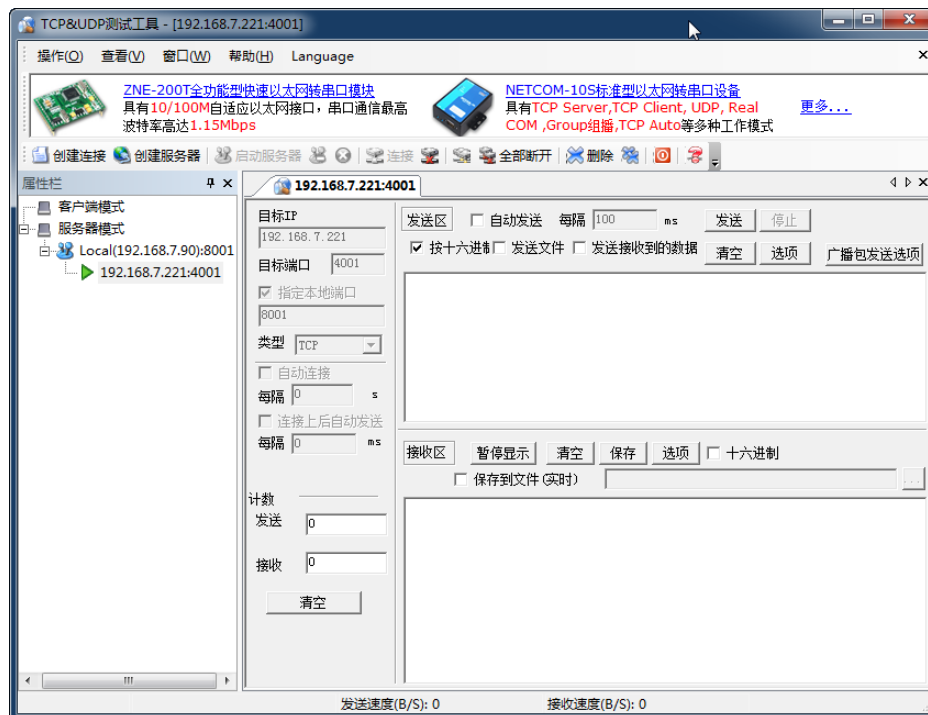 TCP&UDP测试工具 - [192.168.7.221:4001]
操作(O) 查看(V) 窗口(W) 帮助(H) Language
ZNE-200T全功能型快速以太网转串口模块
具有10/100M自适应以太网接口，串口通信最高
波特率高达1.15Mbps
NETCOM-10S标准型以太网转串口设备
具有TCP Server,TCP Client, UDP, Real
COM ,Group组播,TCP Auto等多种工作模式
更多...
创建连接 创建服务器 启动服务器 连接 全部断开 删除
属性栏
客户端模式
服务器模式
Local(192.168.7.90):8001
192.168.7.221:4001
192.168.7.221:4001
目标IP
192.168.7.221
目标端口 4001
指定本地端口
8001
类型 TCP
自动连接
每隔 0 s
连接上后自动发送
每隔 0 ms
计数
发送 0
接收 0
清空
发送区 自动发送 每隔 100 ms 发送 停止
按十六进制 发送文件 发送接收到的数据 清空 选项 广播包发送选项
接收区 暂停显示 清空 保存 选项 十六进制
保存到文件(实时) ...
发送速度(B/S): 0 接收速度(B/S): 0